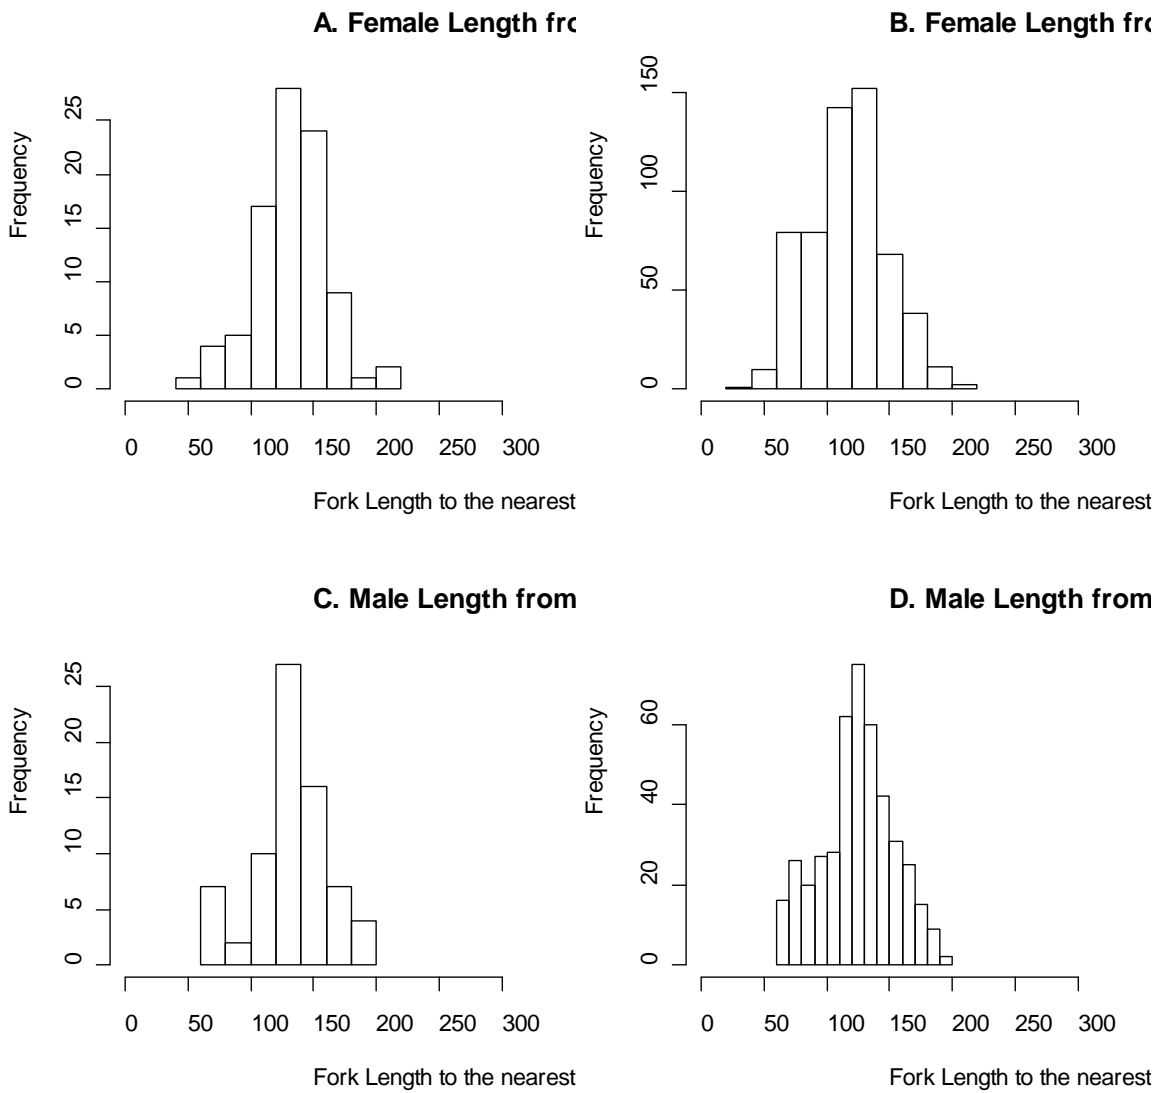 A. Female Length fro
Frequency
0 5 10 15 20 25
0 50 100 150 200 250 300
Fork Length to the nearest
B. Female Length fro
Frequency
0 50 100 150
0 50 100 150 200 250 300
Fork Length to the nearest
C. Male Length from
Frequency
0 5 10 15 20 25
0 50 100 150 200 250 300
Fork Length to the nearest
D. Male Length from
Frequency
0 20 40 60
0 50 100 150 200 250 300
Fork Length to the nearest